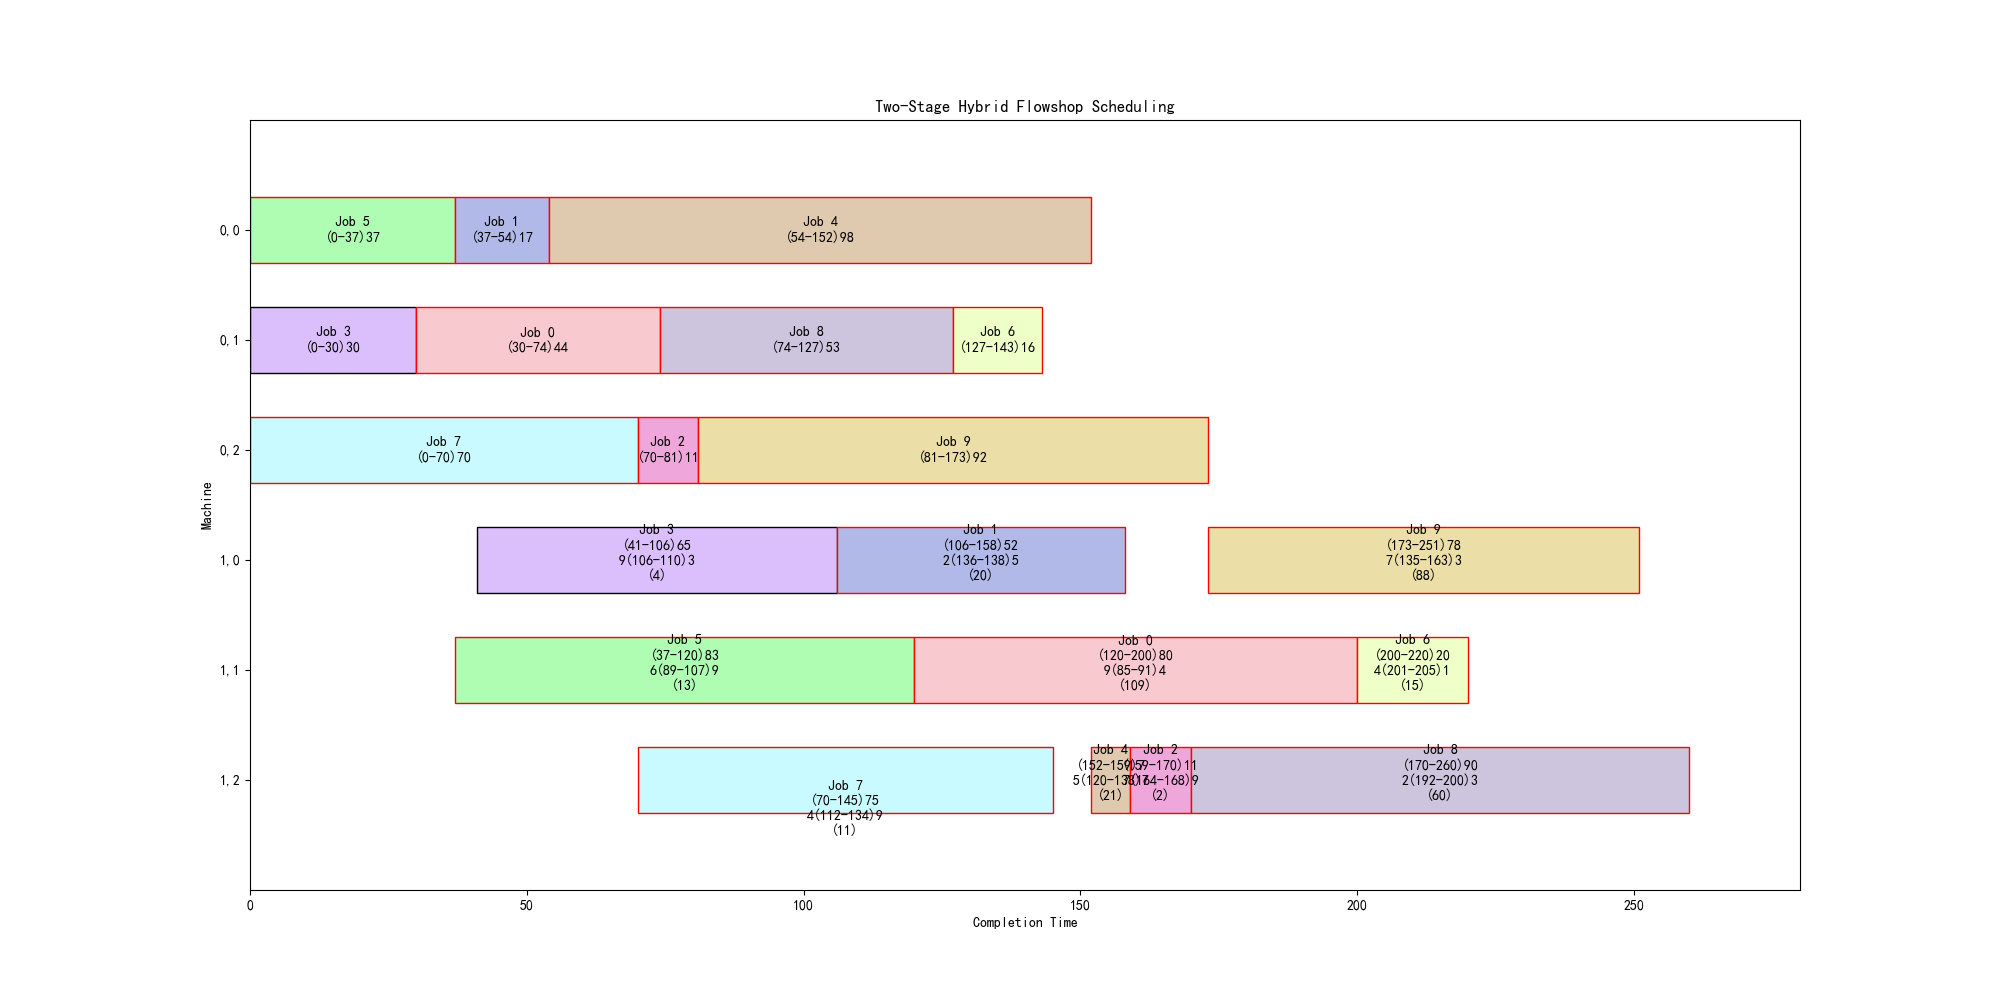 Two-Stage Hybrid Flowshop Scheduling
Machine
0,0
Job 5
(0-37)37
Job 1
(37-54)17
Job 4
(54-152)98
0,1
Job 3
(0-30)30
Job 0
(30-74)44
Job 8
(74-127)53
Job 6
(127-143)16
0,2
Job 7
(0-70)70
Job 2
(70-81)11
Job 9
(81-173)92
1,0
Job 3
(41-106)65
9(106-110)3
(4)
Job 1
(106-158)52
2(136-138)5
(20)
Job 9
(173-251)78
7(135-163)3
(88)
1,1
Job 5
(37-120)83
6(89-107)9
(13)
Job 0
(120-200)80
9(85-91)4
(109)
Job 6
(200-220)20
4(201-205)1
(15)
1,2
Job 7
(70-145)75
4(112-134)9
(11)
Job 4
(152-159)7
(21)
Job 2
(159-170)11
(2)
Job 8
(170-260)90
2(192-200)3
(60)
0
50
100
150
200
250
Completion Time